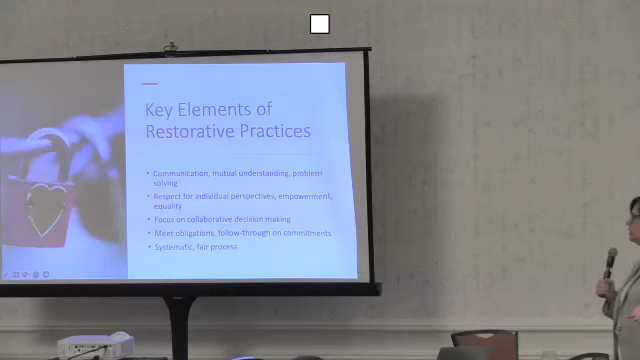 Key Elements of
Restorative Practices
• Communication, mutual understanding, problem
solving
• Respect for individual perspectives, empowerment,
equality
• Focus on collaborative decision making
• Meet obligations, follow-through on commitments
• Systematic, fair process